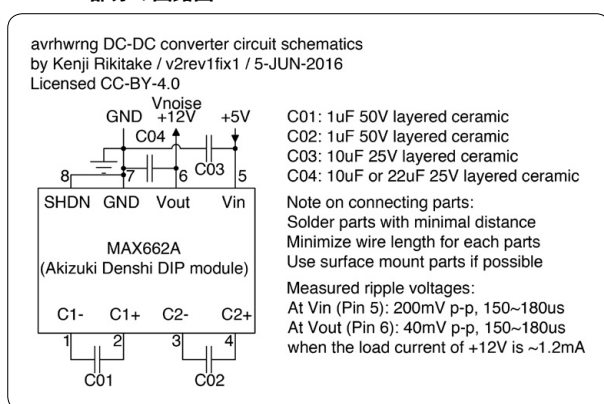 avrhwrng DC-DC converter circuit schematics
by Kenji Rikitake / v2rev1fix1 / 5-JUN-2016
Licensed CC-BY-4.0
Vnoise
GND +12V +5V
C04
C03
8 7 6 5
SHDN GND Vout Vin
MAX662A
(Akizuki Denshi DIP module)
C1- C1+ C2- C2+
1 2 3 4
C01 C02
C01: 1uF 50V layered ceramic
C02: 1uF 50V layered ceramic
C03: 10uF 25V layered ceramic
C04: 10uF or 22uF 25V layered ceramic
Note on connecting parts:
Solder parts with minimal distance
Minimize wire length for each parts
Use surface mount parts if possible
Measured ripple voltages:
At Vin (Pin 5): 200mV p-p, 150~180us
At Vout (Pin 6): 40mV p-p, 150~180us
when the load current of +12V is ~1.2mA